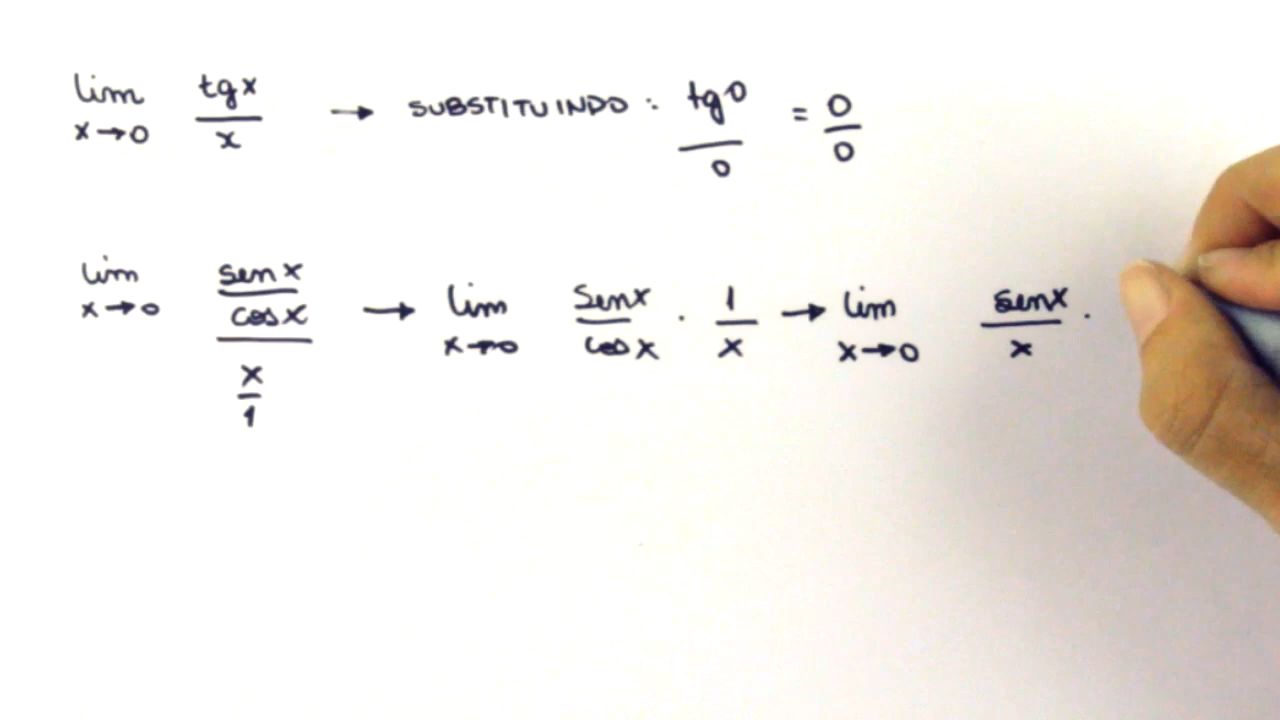 lim x→0 tgx/x → SUBSTITUINDO : tg0/0 = 0/0
lim x→0 (senx/cosx)/(x/1) → lim x→0 senx/cosx . 1/x → lim x→0 senx/x .